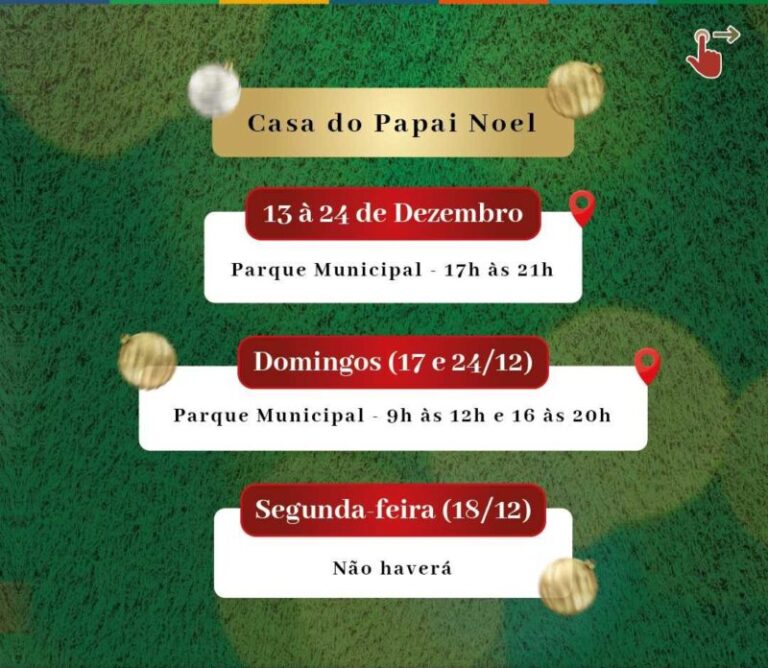 Casa do Papai Noel
13 à 24 de Dezembro
Parque Municipal - 17h às 21h
Domingos (17 e 24/12)
Parque Municipal - 9h às 12h e 16 às 20h
Segunda-feira (18/12)
Não haverá